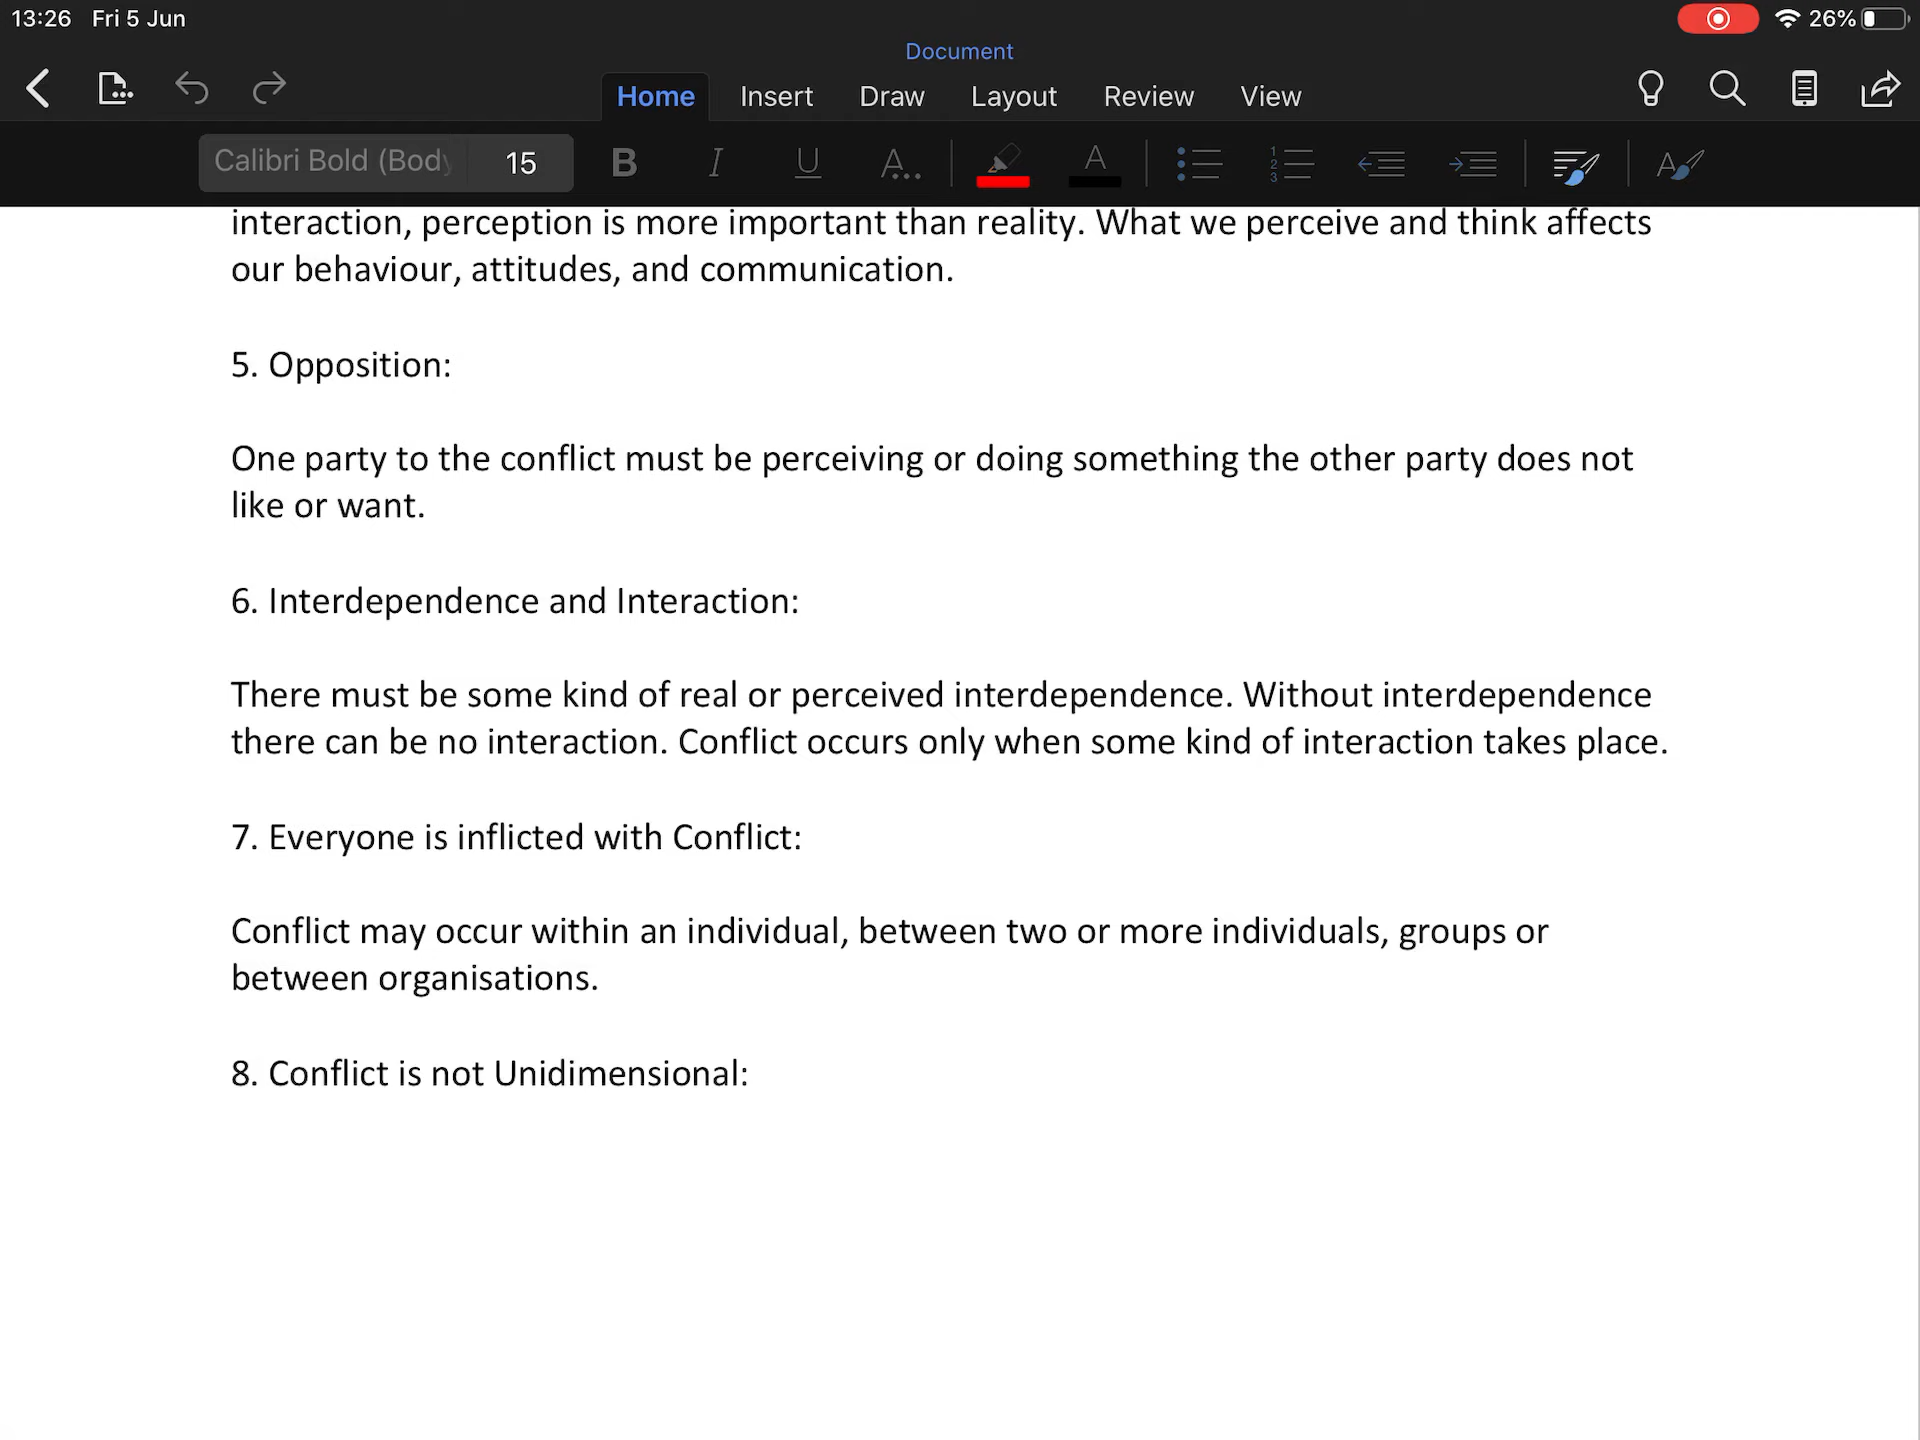 13:26 Fri 5 Jun
26%
Document
Home Insert Draw Layout Review View
Calibri Bold (Body 15 B I U A... A
interaction, perception is more important than reality. What we perceive and think affects
our behaviour, attitudes, and communication.
5. Opposition:
One party to the conflict must be perceiving or doing something the other party does not
like or want.
6. Interdependence and Interaction:
There must be some kind of real or perceived interdependence. Without interdependence
there can be no interaction. Conflict occurs only when some kind of interaction takes place.
7. Everyone is inflicted with Conflict:
Conflict may occur within an individual, between two or more individuals, groups or
between organisations.
8. Conflict is not Unidimensional: